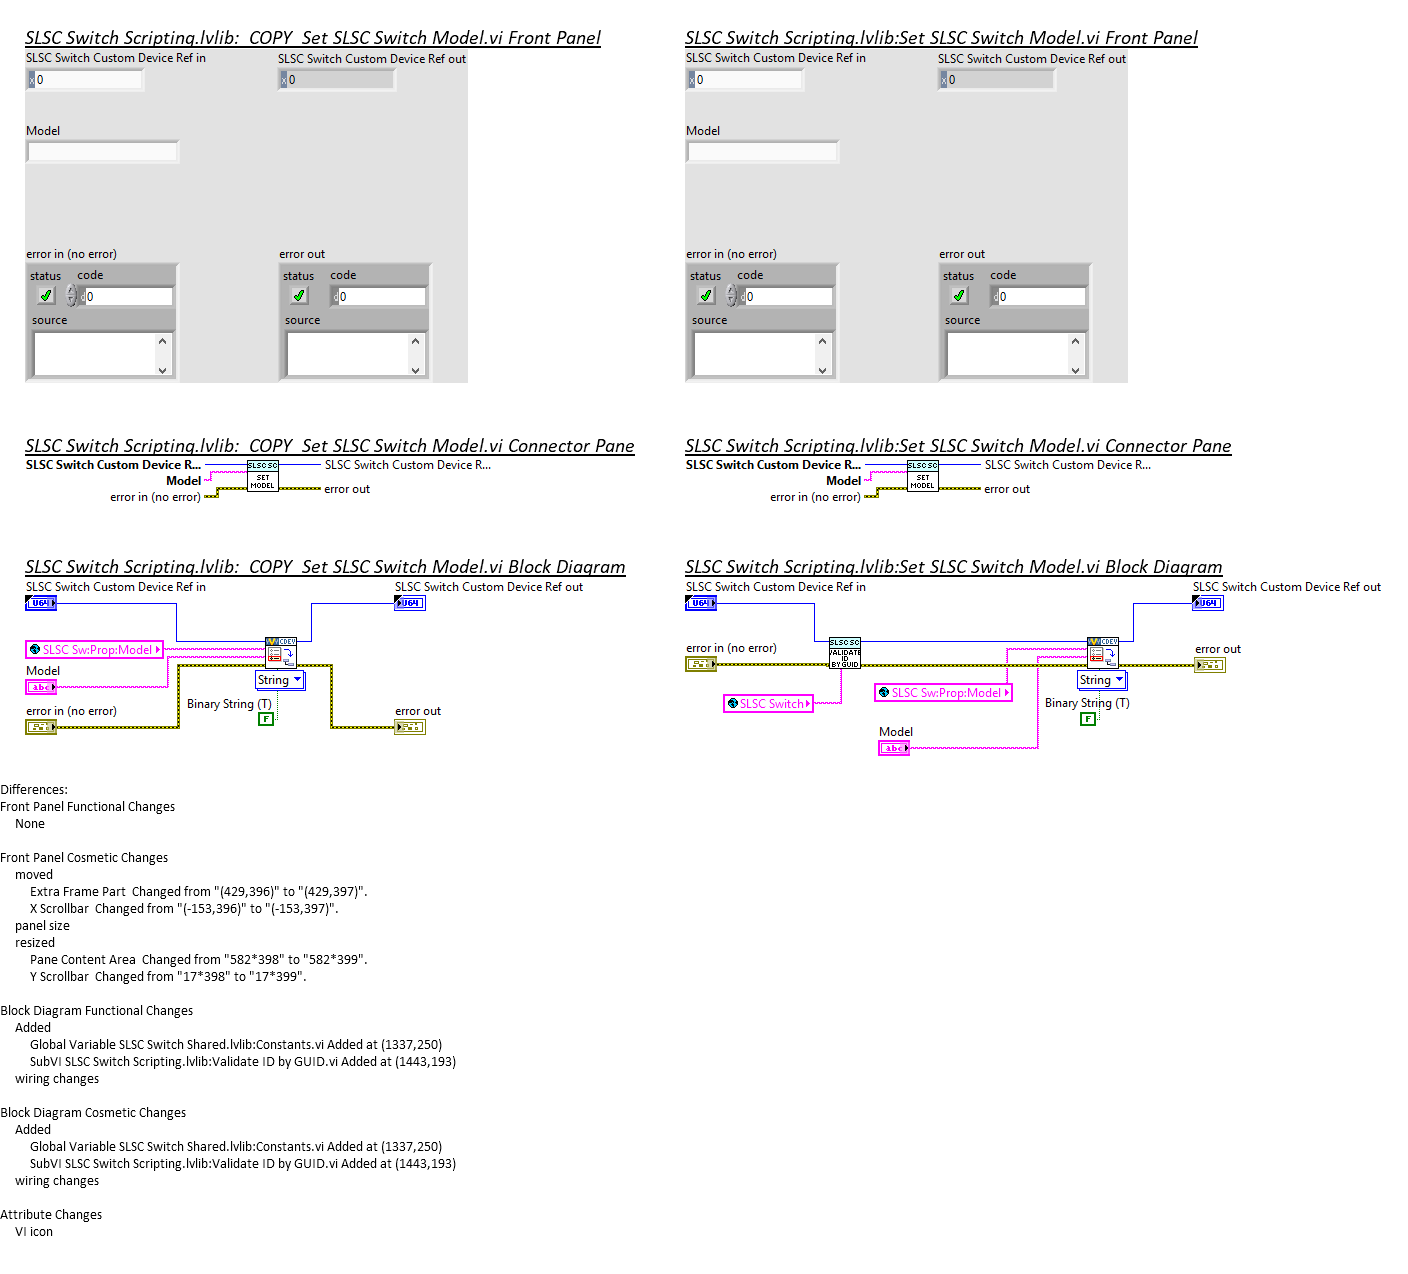 SLSC Switch Scripting.lvlib:  COPY  Set SLSC Switch Model.vi Front Panel
SLSC Switch Custom Device Ref in
SLSC Switch Custom Device Ref out
x 0
x 0
Model
error in (no error)
error out
status
code
status
code
d 0
d 0
source
source
SLSC Switch Scripting.lvlib:Set SLSC Switch Model.vi Front Panel
SLSC Switch Custom Device Ref in
SLSC Switch Custom Device Ref out
x 0
x 0
Model
error in (no error)
error out
status
code
status
code
d 0
d 0
source
source
SLSC Switch Scripting.lvlib:  COPY  Set SLSC Switch Model.vi Connector Pane
SLSC Switch Custom Device R...
SLSC SC
SLSC Switch Custom Device R...
Model
SET
MODEL
error in (no error)
error out
SLSC Switch Scripting.lvlib:Set SLSC Switch Model.vi Connector Pane
SLSC Switch Custom Device R...
SLSC SC
SLSC Switch Custom Device R...
Model
SET
MODEL
error in (no error)
error out
SLSC Switch Scripting.lvlib:  COPY  Set SLSC Switch Model.vi Block Diagram
SLSC Switch Custom Device Ref in
SLSC Switch Custom Device Ref out
U64
U64
CDEV
SLSC Sw:Prop:Model
Model
abc
String
Binary String (T)
F
error in (no error)
error out
SLSC Switch Scripting.lvlib:Set SLSC Switch Model.vi Block Diagram
SLSC Switch Custom Device Ref in
SLSC Switch Custom Device Ref out
U64
U64
SLSC SC
VALIDATE
ID
BY GUID
CDEV
error in (no error)
error out
SLSC Switch
SLSC Sw:Prop:Model
String
Binary String (T)
F
Model
abc
Differences:
Front Panel Functional Changes
None
Front Panel Cosmetic Changes
moved
Extra Frame Part  Changed from "(429,396)" to "(429,397)".
X Scrollbar  Changed from "(-153,396)" to "(-153,397)".
panel size
resized
Pane Content Area  Changed from "582*398" to "582*399".
Y Scrollbar  Changed from "17*398" to "17*399".
Block Diagram Functional Changes
Added
Global Variable SLSC Switch Shared.lvlib:Constants.vi Added at (1337,250)
SubVI SLSC Switch Scripting.lvlib:Validate ID by GUID.vi Added at (1443,193)
wiring changes
Block Diagram Cosmetic Changes
Added
Global Variable SLSC Switch Shared.lvlib:Constants.vi Added at (1337,250)
SubVI SLSC Switch Scripting.lvlib:Validate ID by GUID.vi Added at (1443,193)
wiring changes
Attribute Changes
VI icon